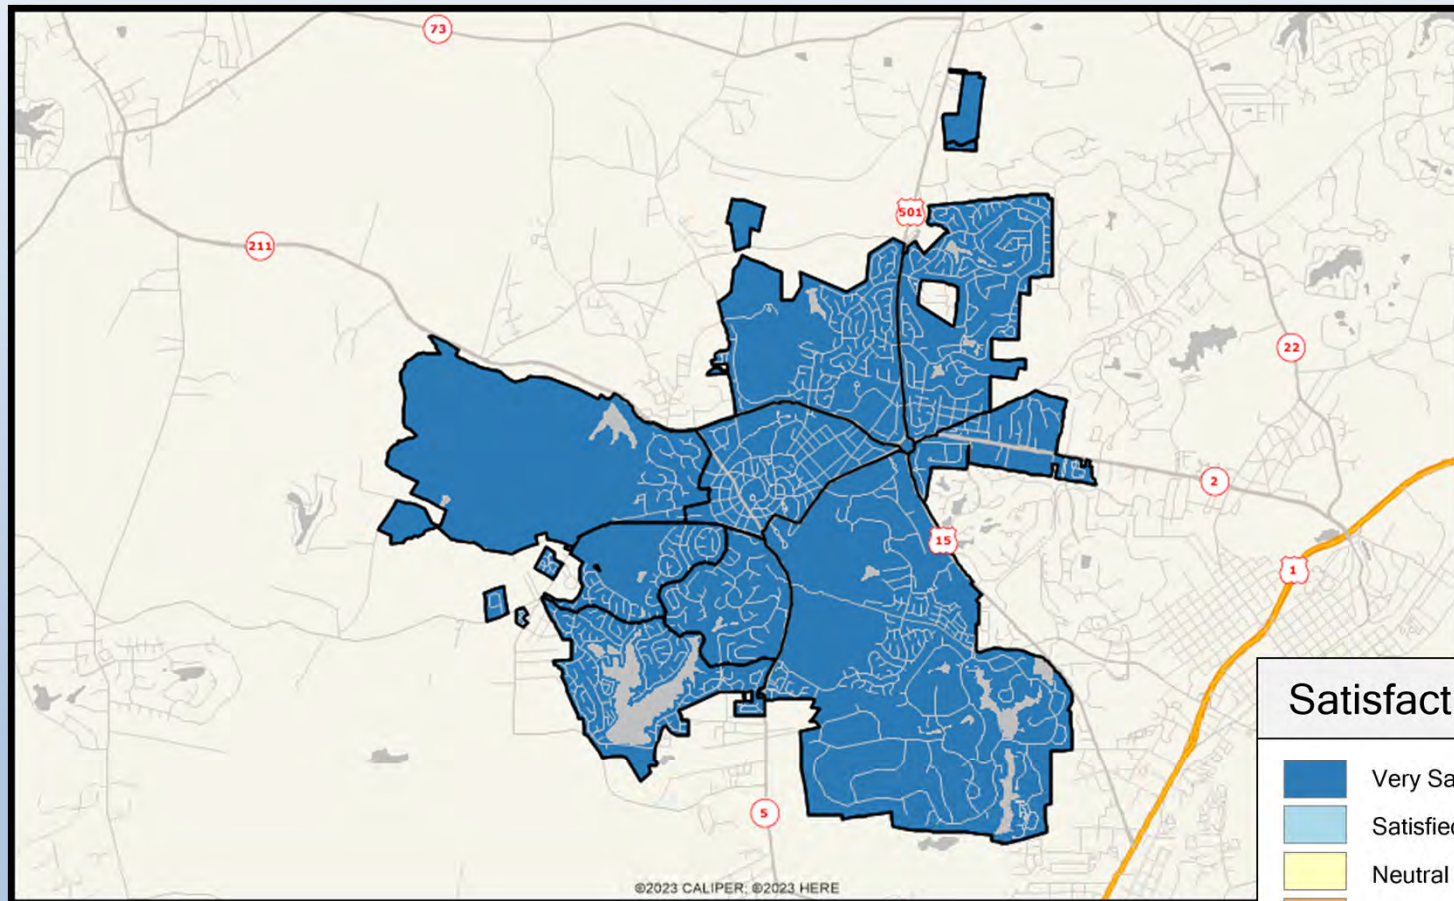 73
501
211
22
2
15
1
Satisfact
Very Sa
Satisfied
Neutral
5
©2023 CALIPER; ©2023 HERE